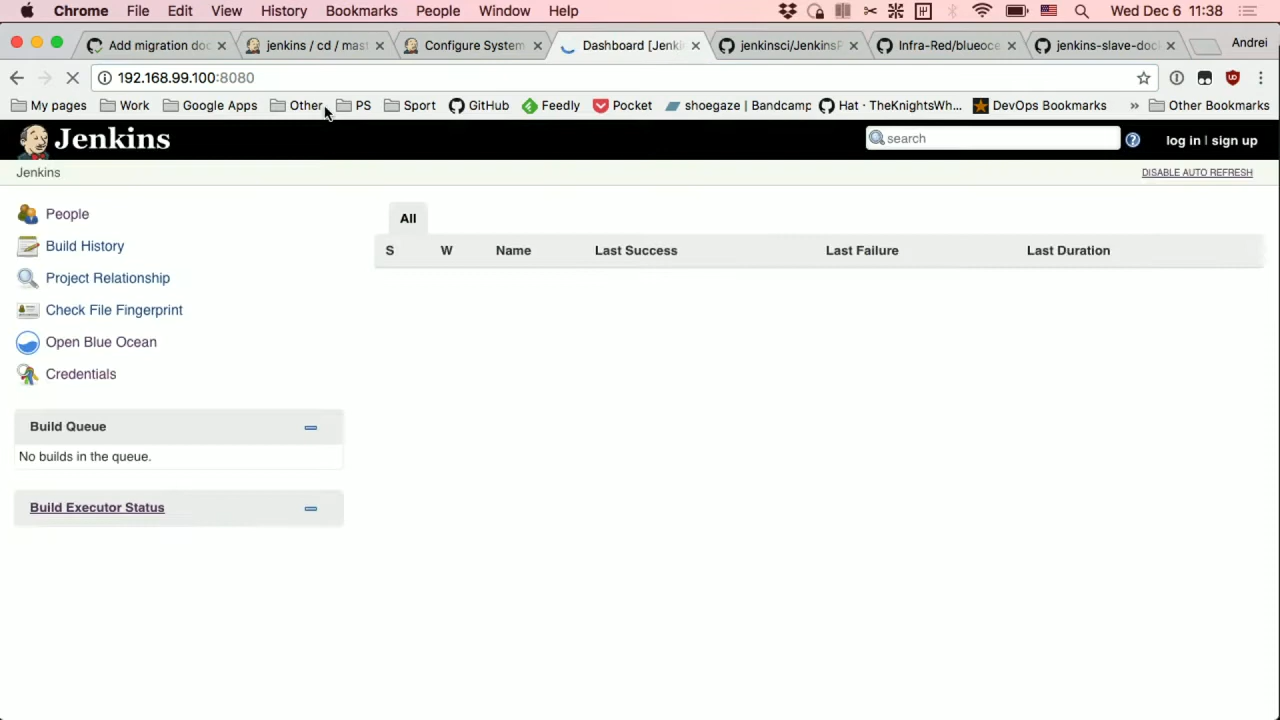 Chrome File Edit View History Bookmarks People Window Help Wed Dec 6 11:38
Add migration doc jenkins / cd / mast Configure System Dashboard [Jenki jenkinsci/JenkinsP Infra-Red/blueoce jenkins-slave-doc Andrei
192.168.99.100:8080
My pages Work Google Apps Other PS Sport GitHub Feedly Pocket shoegaze | Bandcamp Hat · TheKnightsWh... DevOps Bookmarks » Other Bookmarks
Jenkins search log in | sign up
Jenkins DISABLE AUTO REFRESH
People
Build History
Project Relationship
Check File Fingerprint
Open Blue Ocean
Credentials
All
S W Name Last Success Last Failure Last Duration
Build Queue
No builds in the queue.
Build Executor Status